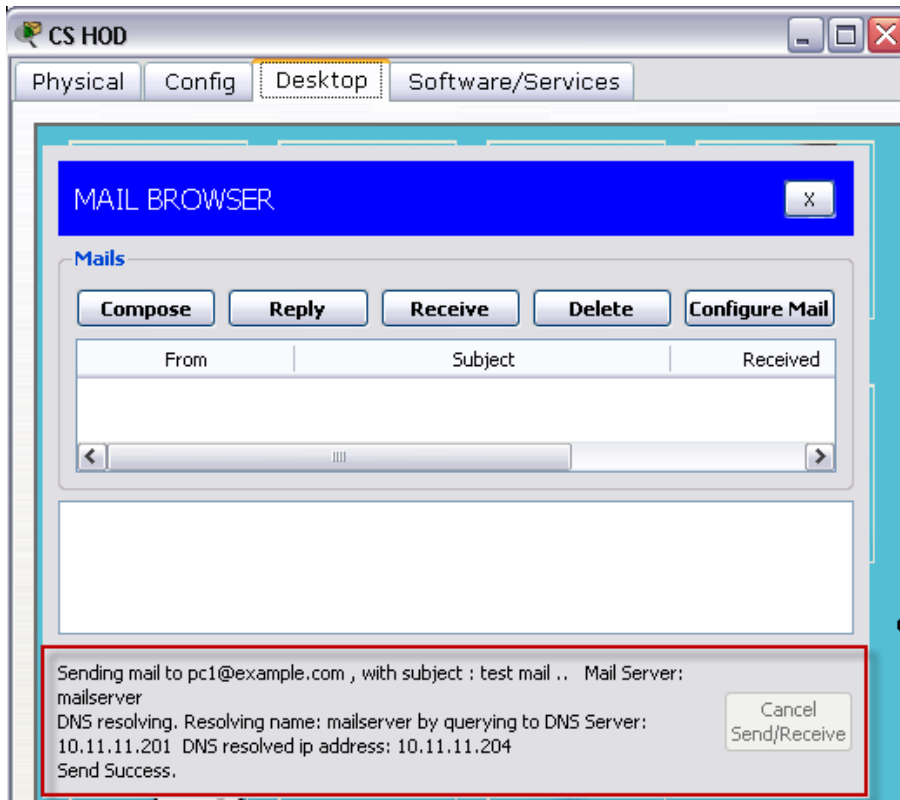 CS HOD
Physical Config Desktop Software/Services
MAIL BROWSER
X
Mails
Compose Reply Receive Delete Configure Mail
From Subject Received
Sending mail to pc1@example.com , with subject : test mail .. Mail Server:
mailserver
DNS resolving. Resolving name: mailserver by querying to DNS Server:
10.11.11.201 DNS resolved ip address: 10.11.11.204
Send Success.
Cancel
Send/Receive